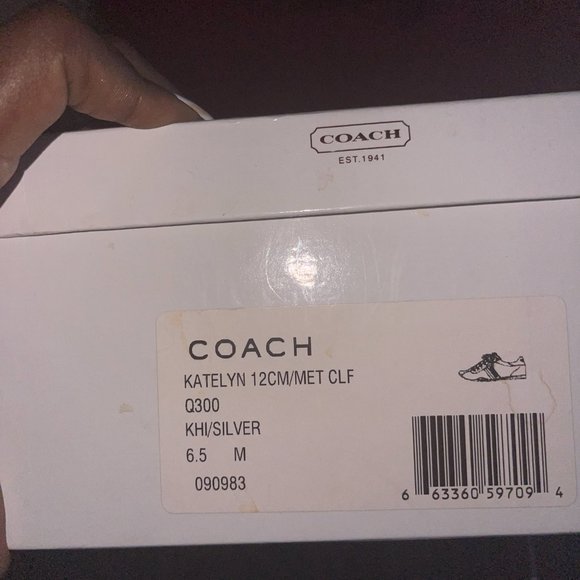 COACH
EST.1941
COACH
KATELYN 12CM/MET CLF
Q300
KHI/SILVER
6.5 M
090983
6 63360 59709 4